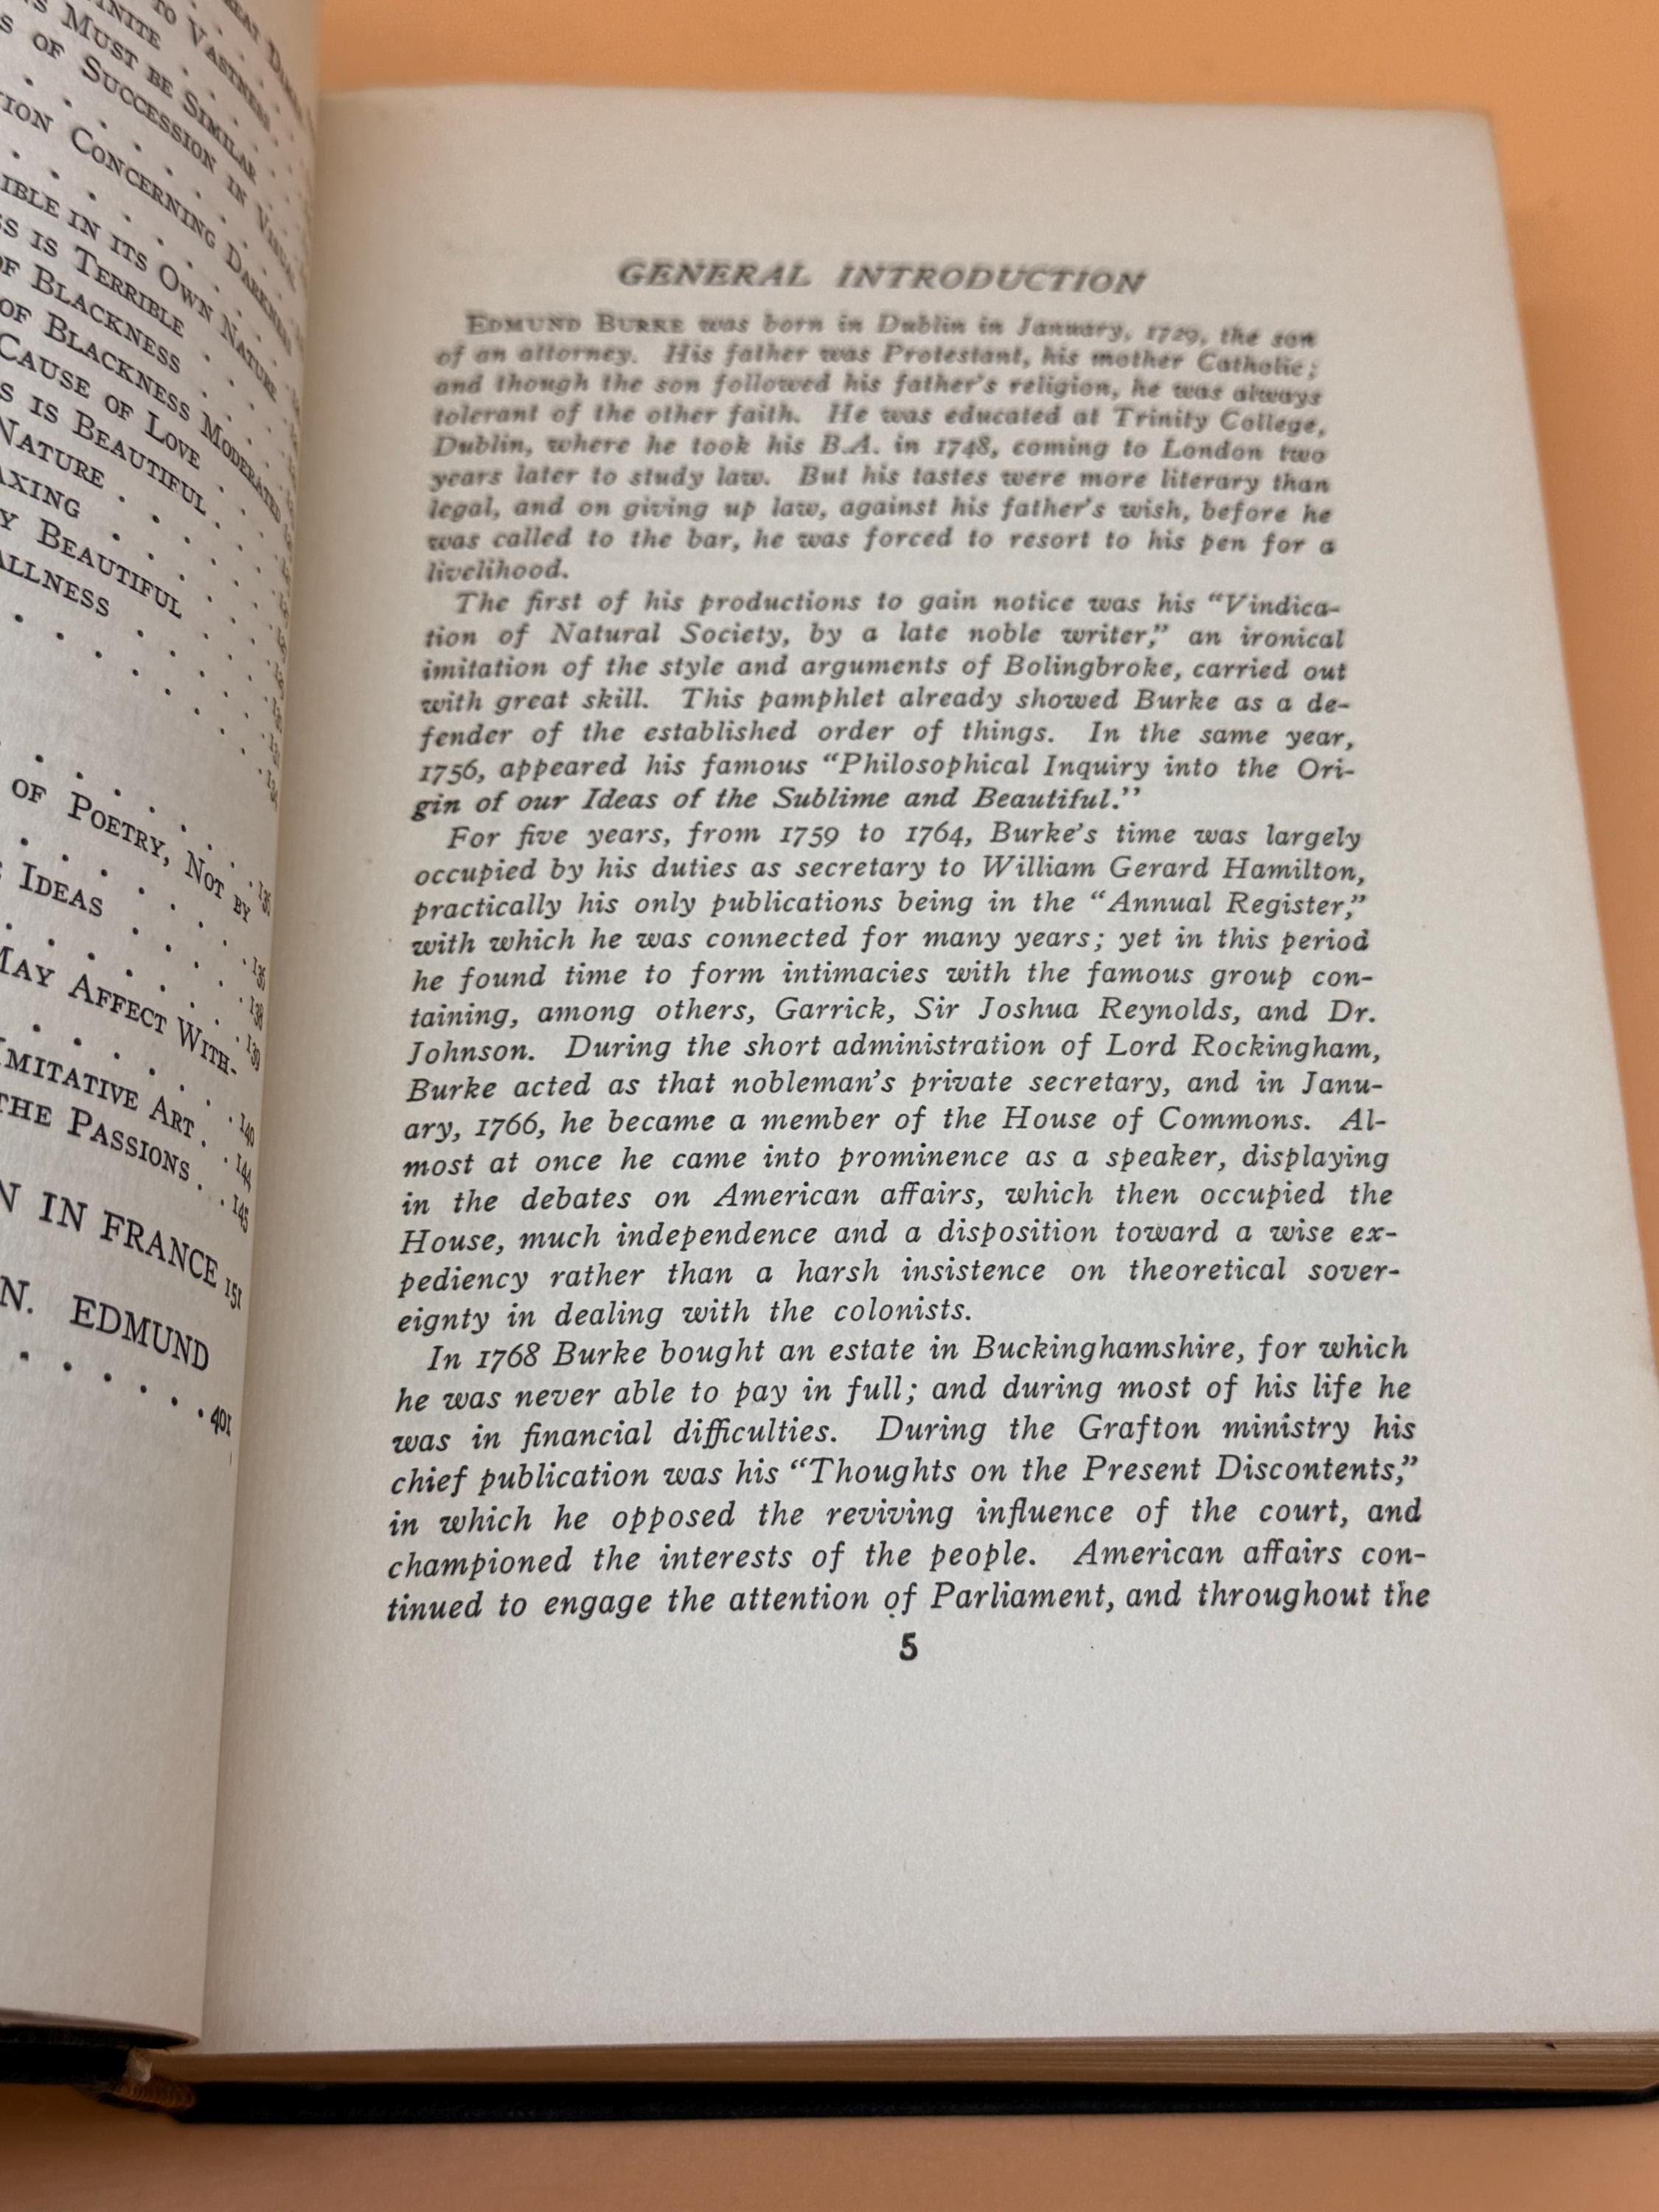 REAT DIMEN
INITE
TO VASTNESS
S MUST BE SIMILAR
S OF SUCCESSION IN VISUAL
TION CONCERNING DARKNESS
IBLE IN ITS OWN NATURE
SS IS TERRIBLE
OF BLACKNESS
OF BLACKNESS MODERATED
CAUSE OF LOVE
S IS BEAUTIFUL
NATURE
AXING
Y BEAUTIFUL
ALLNESS
OF POETRY, NOT BY
IDEAS
135
138
139
MAY AFFECT WITH-
140
IMITATIVE ART
144
THE PASSIONS
145
N IN FRANCE 151
N. EDMUND
401
GENERAL INTRODUCTION
EDMUND BURKE was born in Dublin in January, 1729, the son
of an attorney. His father was Protestant, his mother Catholic;
and though the son followed his father's religion, he was always
tolerant of the other faith. He was educated at Trinity College,
Dublin, where he took his B.A. in 1748, coming to London two
years later to study law. But his tastes were more literary than
legal, and on giving up law, against his father's wish, before he
was called to the bar, he was forced to resort to his pen for a
livelihood.
The first of his productions to gain notice was his "Vindica-
tion of Natural Society, by a late noble writer," an ironical
imitation of the style and arguments of Bolingbroke, carried out
with great skill. This pamphlet already showed Burke as a de-
fender of the established order of things. In the same year,
1756, appeared his famous "Philosophical Inquiry into the Ori-
gin of our Ideas of the Sublime and Beautiful."
For five years, from 1759 to 1764, Burke's time was largely
occupied by his duties as secretary to William Gerard Hamilton,
practically his only publications being in the "Annual Register,"
with which he was connected for many years; yet in this period
he found time to form intimacies with the famous group con-
taining, among others, Garrick, Sir Joshua Reynolds, and Dr.
Johnson. During the short administration of Lord Rockingham,
Burke acted as that nobleman's private secretary, and in Janu-
ary, 1766, he became a member of the House of Commons. Al-
most at once he came into prominence as a speaker, displaying
in the debates on American affairs, which then occupied the
House, much independence and a disposition toward a wise ex-
pediency rather than a harsh insistence on theoretical sover-
eignty in dealing with the colonists.
In 1768 Burke bought an estate in Buckinghamshire, for which
he was never able to pay in full; and during most of his life he
was in financial difficulties. During the Grafton ministry his
chief publication was his "Thoughts on the Present Discontents,"
in which he opposed the reviving influence of the court, and
championed the interests of the people. American affairs con-
tinued to engage the attention of Parliament, and throughout the
5